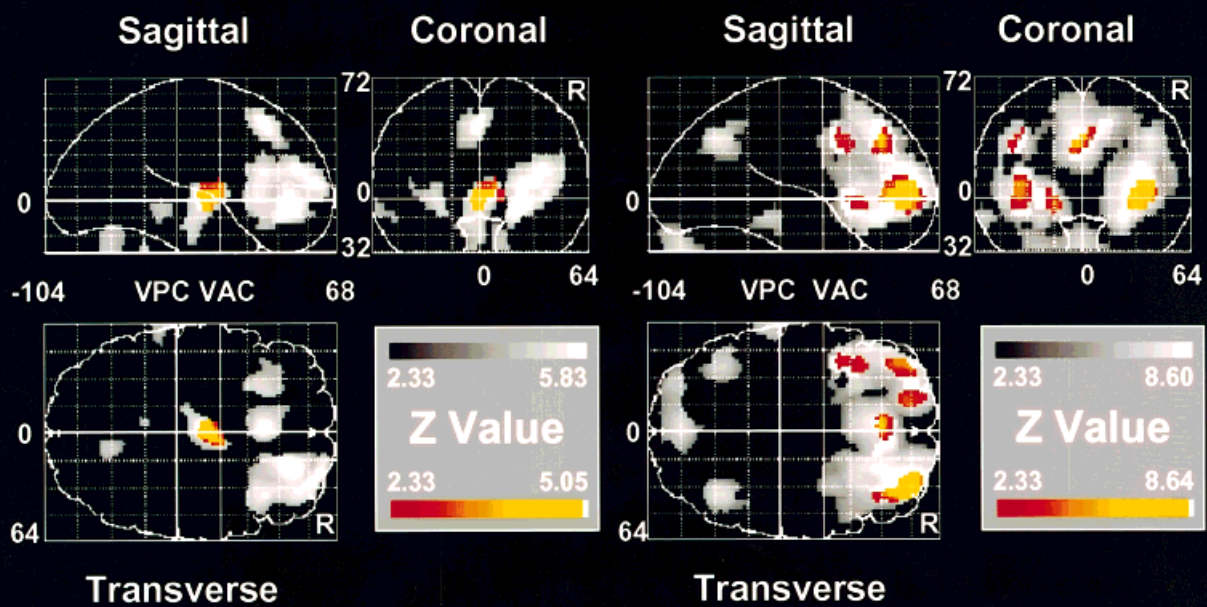 Sagittal Coronal Sagittal Coronal
72 R 72 R
0 0 0 0
32 32
0 64 0 64
-104 VPC VAC 68 -104 VPC VAC 68
2.33 5.83 2.33 8.60
0 Z Value 0 Z Value
2.33 5.05 2.33 8.64
64 R 64 R
Transverse Transverse